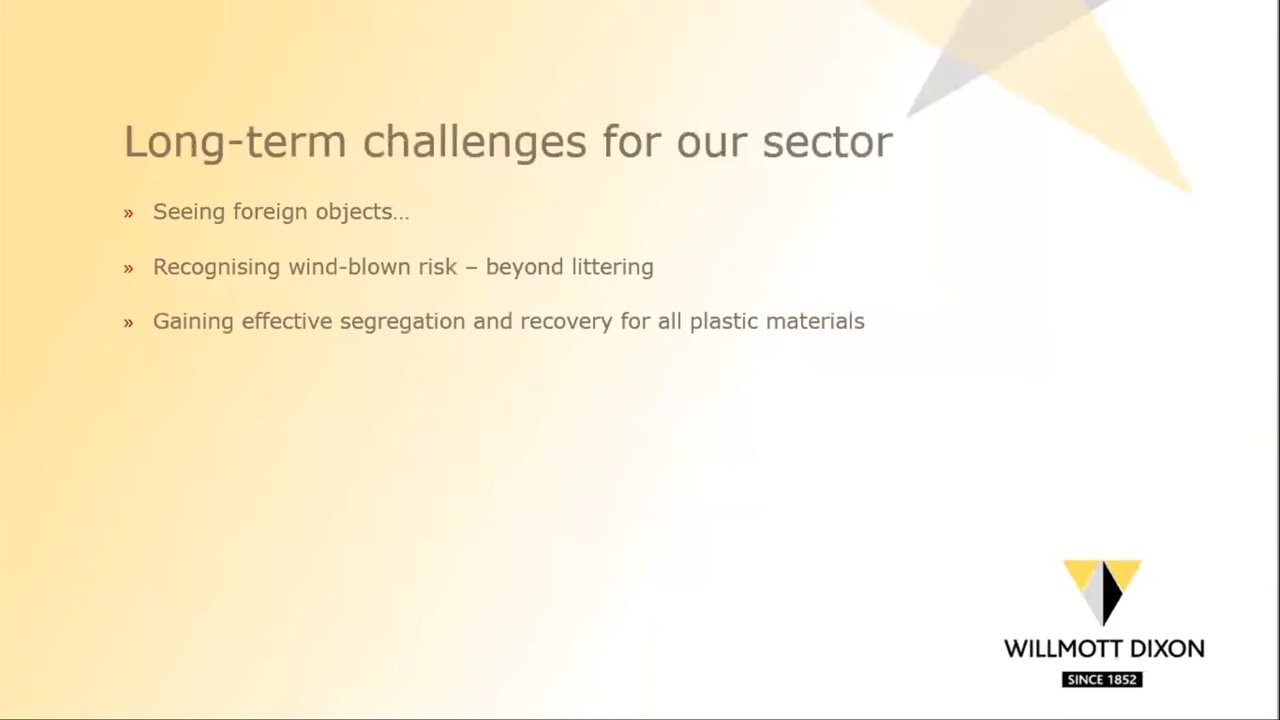 Long-term challenges for our sector
» Seeing foreign objects...
» Recognising wind-blown risk – beyond littering
» Gaining effective segregation and recovery for all plastic materials
WILLMOTT DIXON
SINCE 1852